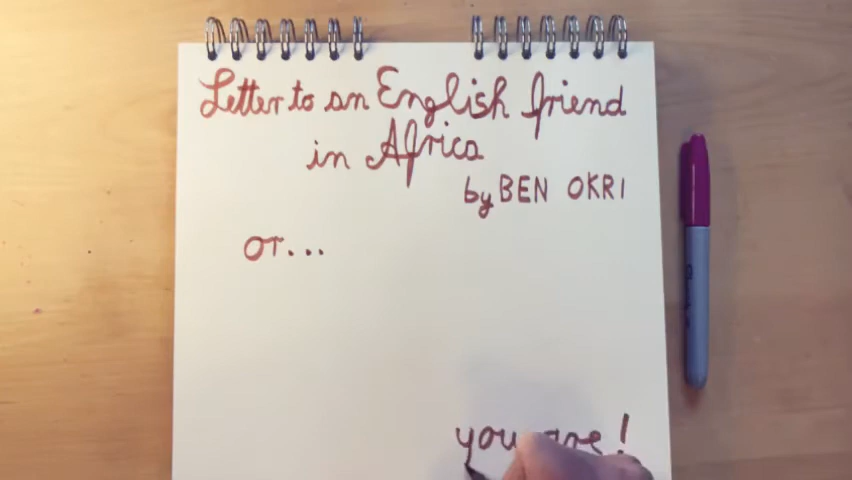 Letter to an English friend
in Africa
by BEN OKRI
or...
you are!